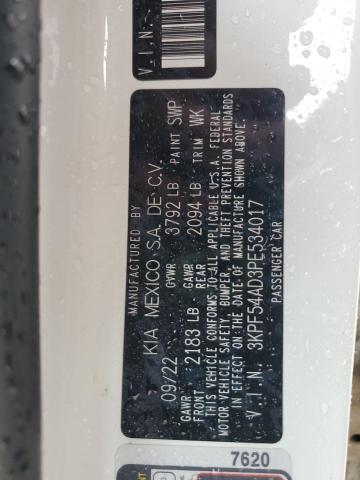 V.I.N.
MANUFACTURED BY
KIA MEXICO S.A. DE C.V.
09/22 GVWR 3792 LB PAINT SWP
GAWR FRONT 2183 LB GAWR REAR 2094 LB TRIM WK
THIS VEHICLE CONFORMS TO ALL APPLICABLE U.S.A. FEDERAL
MOTOR VEHICLE SAFETY, BUMPER, AND THEFT PREVENTION STANDARDS
IN EFFECT ON THE DATE OF MANUFACTURE SHOWN ABOVE.
V.I.N. 3KPF54AD3PE534017
PASSENGER CAR
7620